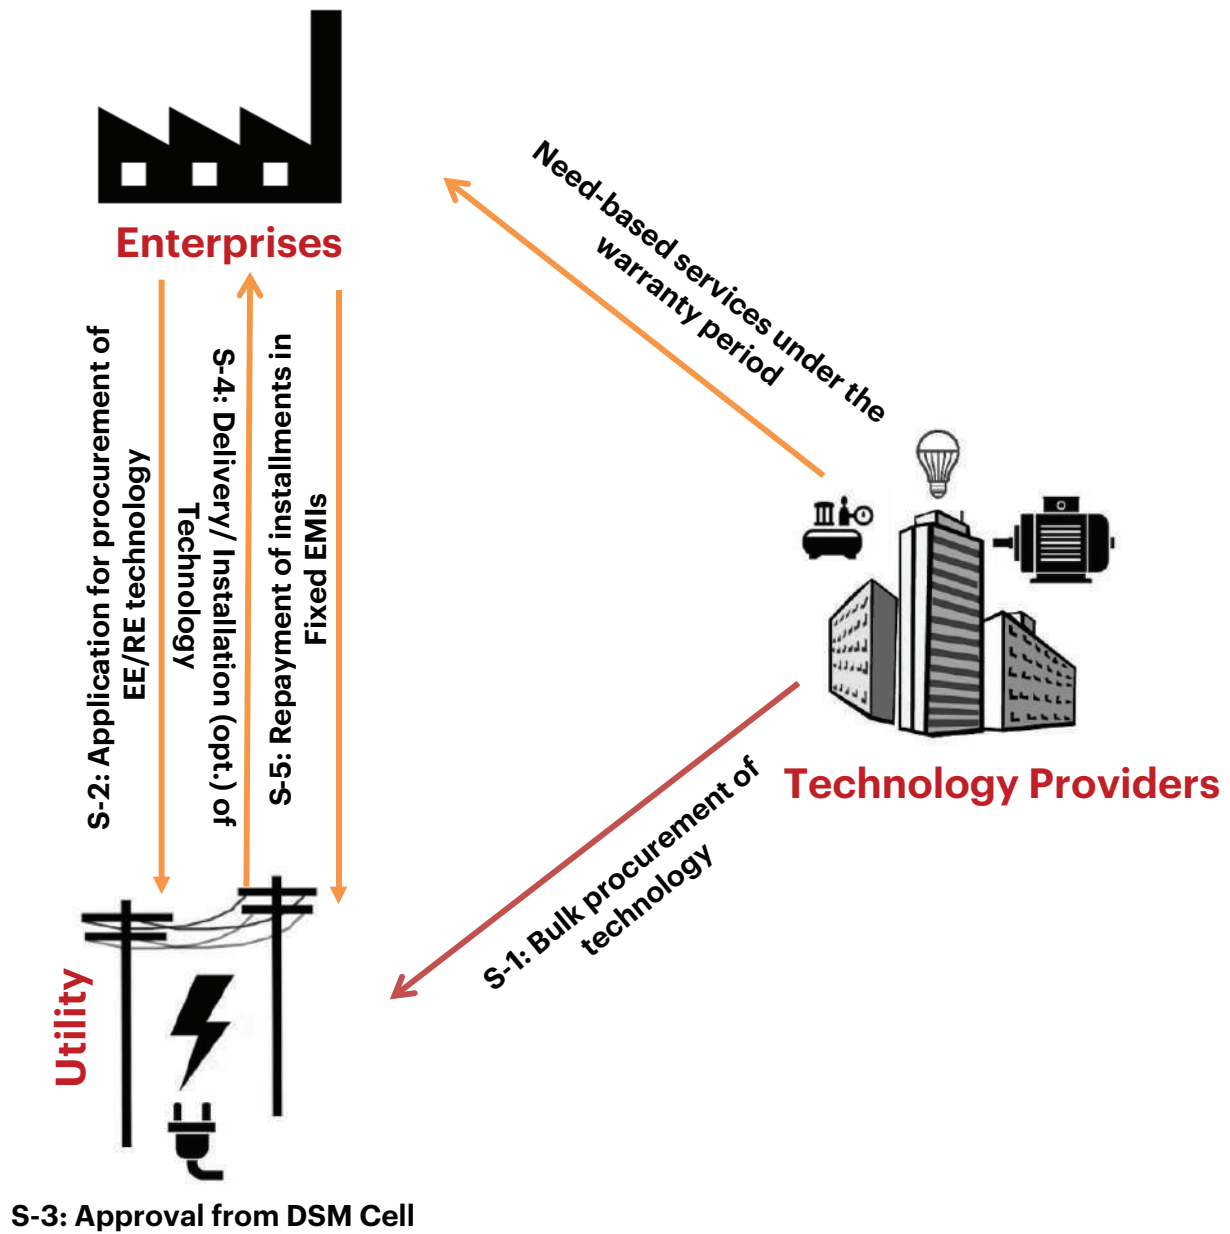 Enterprises
Need-based services under the
warranty period
S-2: Application for procurement of
EE/RE technology
S-4: Delivery/ Installation (opt.) of
Technology
S-5: Repayment of installments in
Fixed EMIs
Technology Providers
S-1: Bulk procurement of
technology
Utility
S-3: Approval from DSM Cell